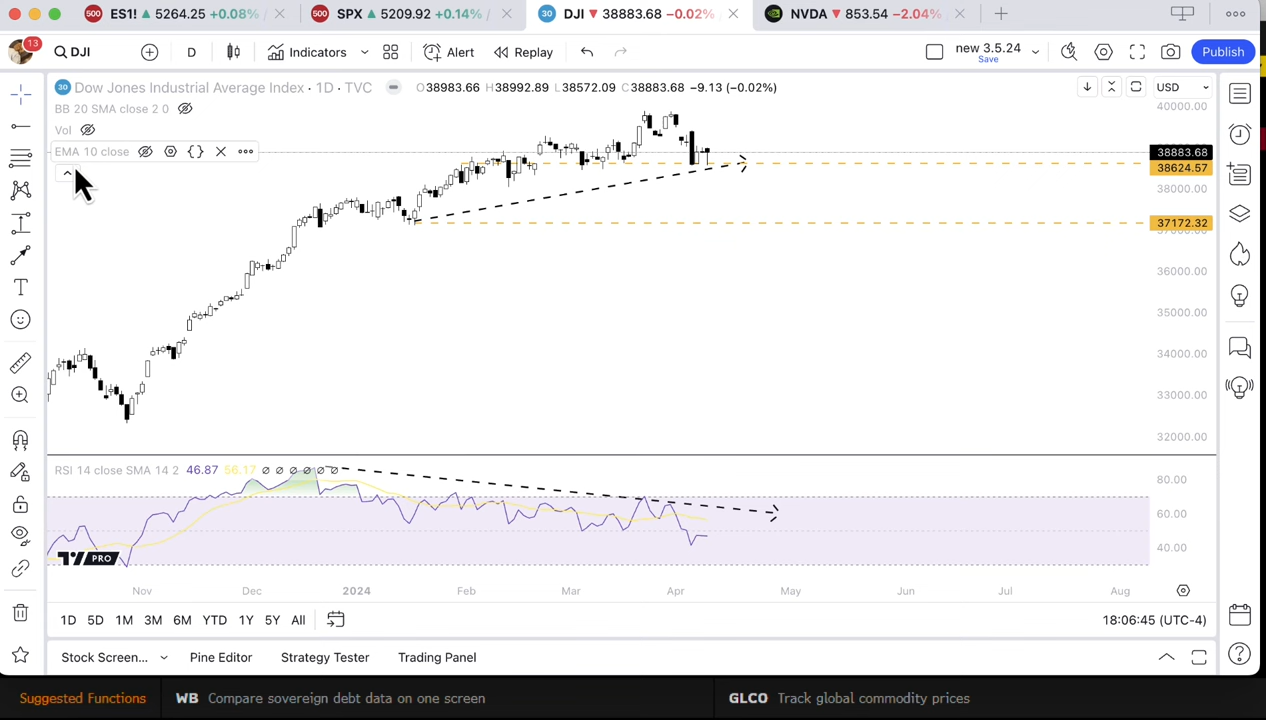 500 ES1! ▲ 5264.25 +0.08% / 500 SPX ▲ 5209.92 +0.14% / 30 DJI ▼ 38883.68 −0.02% NVDA ▼ 853.54 −2.04% /
13 DJI D Indicators Alert Replay new 3.5.24 Save Publish
30 Dow Jones Industrial Average Index · 1D · TVC O38983.66 H38992.89 L38572.09 C38883.68 −9.13 (−0.02%) USD
40000.00
BB 20 SMA close 2 0
Vol
EMA 10 close
38883.68
38624.57
38000.00
37172.32
37000.00
36000.00
35000.00
34000.00
33000.00
32000.00
RSI 14 close SMA 14 2 46.87 56.17 ∅ ∅ ∅ ∅ ∅ ∅
80.00
60.00
40.00
PRO
Nov Dec 2024 Feb Mar Apr May Jun Jul Aug
1D 5D 1M 3M 6M YTD 1Y 5Y All 18:06:45 (UTC-4)
Stock Screen... Pine Editor Strategy Tester Trading Panel
Suggested Functions WB Compare sovereign debt data on one screen GLCO Track global commodity prices